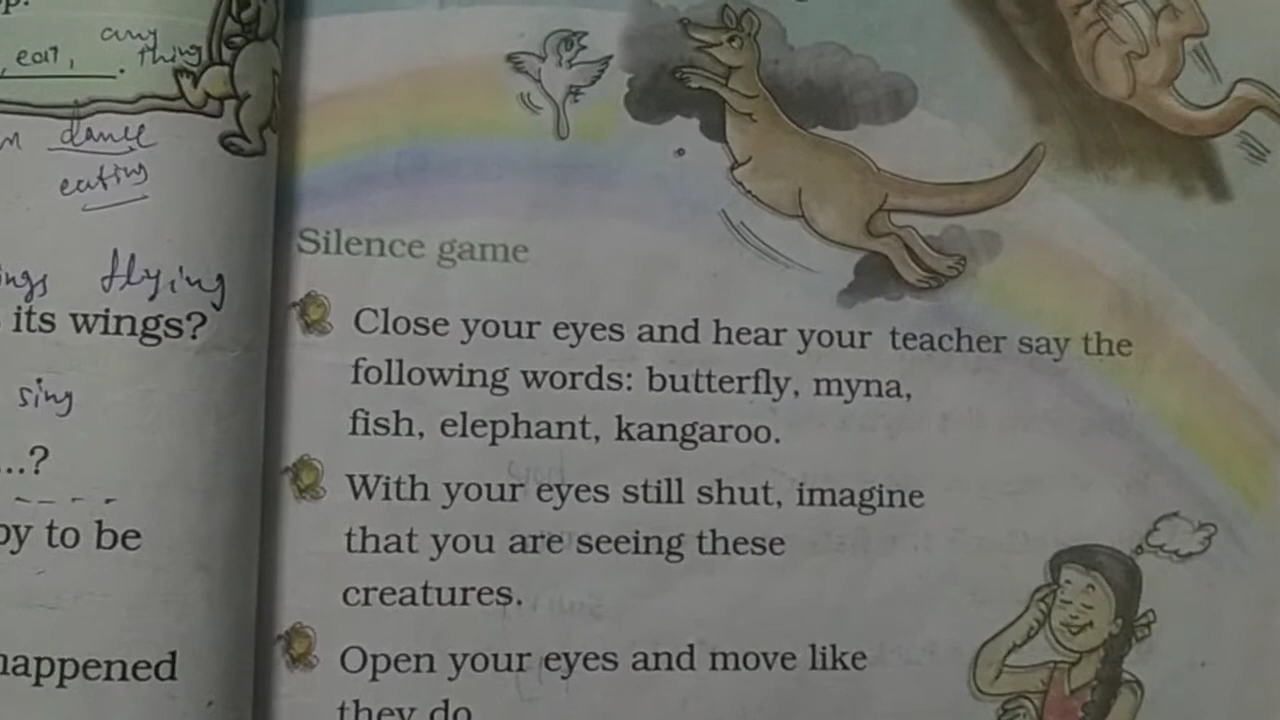 eat, any thing
dance
eating
flying
its wings?
sing
...?
to be
happened
Silence game
Close your eyes and hear your teacher say the
following words: butterfly, myna,
fish, elephant, kangaroo.
With your eyes still shut, imagine
that you are seeing these
creatures.
Open your eyes and move like
they do